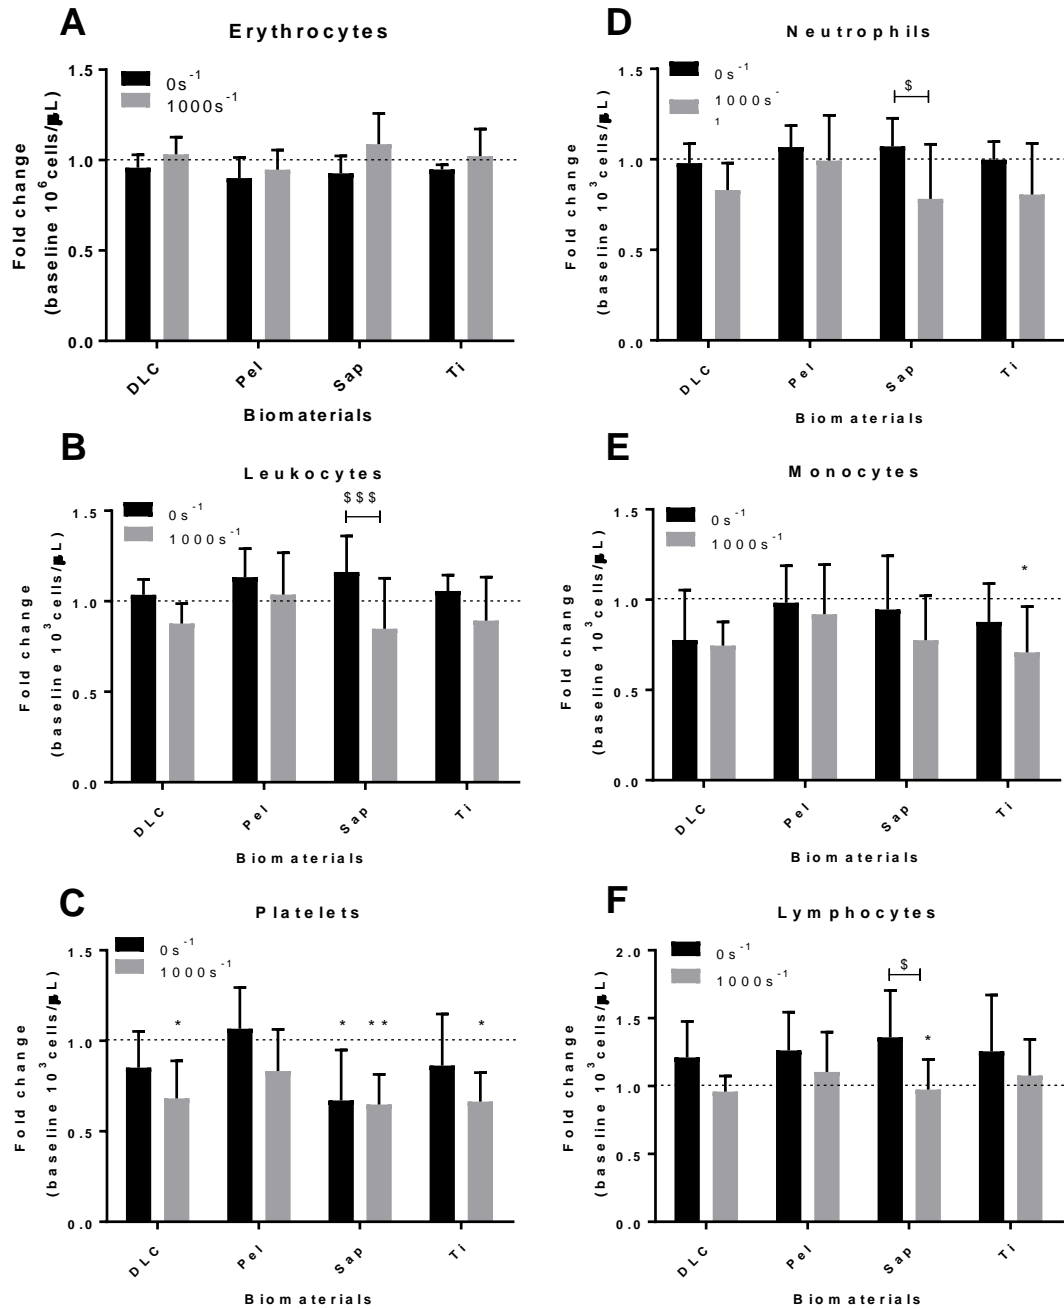 A
Erythrocytes
0s⁻¹
1000s⁻¹
Fold change
(baseline 10⁶cells/µL)
1.5
1.0
0.5
0.0
DLC
Pel
Sap
Ti
Biomaterials
D
Neutrophils
0s⁻¹
1000s⁻
¹
$
Fold change
(baseline 10³cells/µL)
1.5
1.0
0.5
0.0
DLC
Pel
Sap
Ti
Biomaterials
B
Leukocytes
0s⁻¹
1000s⁻¹
$$$
Fold change
(baseline 10³cells/µL)
1.5
1.0
0.5
0.0
DLC
Pel
Sap
Ti
Biomaterials
E
Monocytes
0s⁻¹
1000s⁻¹
*
Fold change
(baseline 10³cells/µL)
1.5
1.0
0.5
0.0
DLC
Pel
Sap
Ti
Biomaterials
C
Platelets
0s⁻¹
1000s⁻¹
* * ** *
Fold change
(baseline 10³cells/µL)
1.5
1.0
0.5
0.0
DLC
Pel
Sap
Ti
Biomaterials
F
Lymphocytes
0s⁻¹
1000s⁻¹
$
*
Fold change
(baseline 10³cells/µL)
2.0
1.5
1.0
0.5
0.0
DLC
Pel
Sap
Ti
Biomaterials